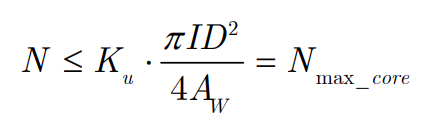 N ≤ K_u · πID² / 4A_W = N_max_core